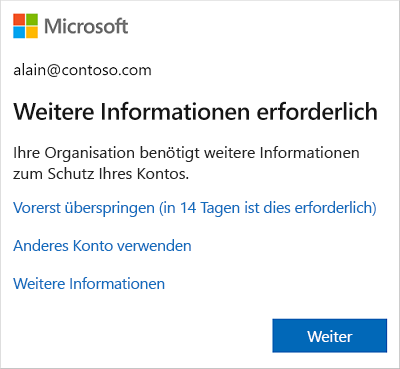 Microsoft
alain@contoso.com
Weitere Informationen erforderlich
Ihre Organisation benötigt weitere Informationen
zum Schutz Ihres Kontos.
Vorerst überspringen (in 14 Tagen ist dies erforderlich)
Anderes Konto verwenden
Weitere Informationen
Weiter